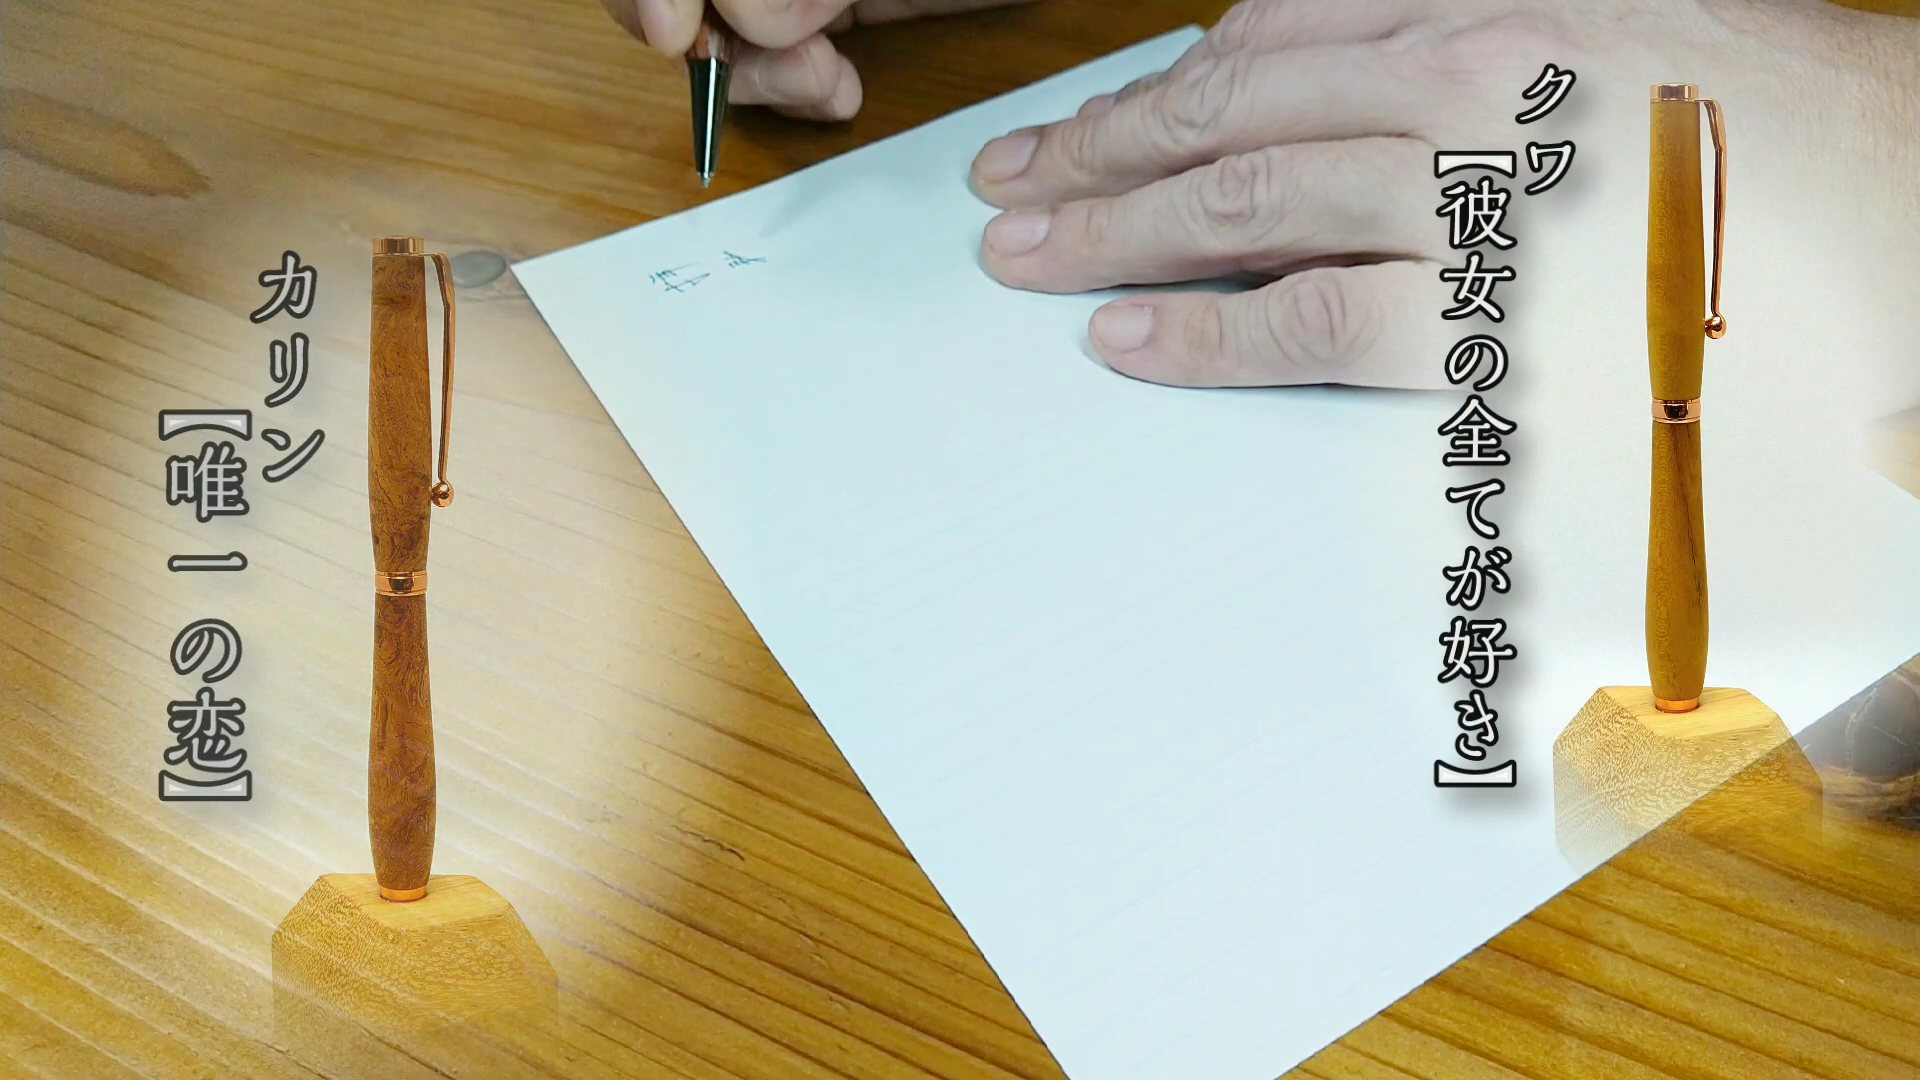 クワ
【彼女の全てが好き】
カリン
【唯一の恋】